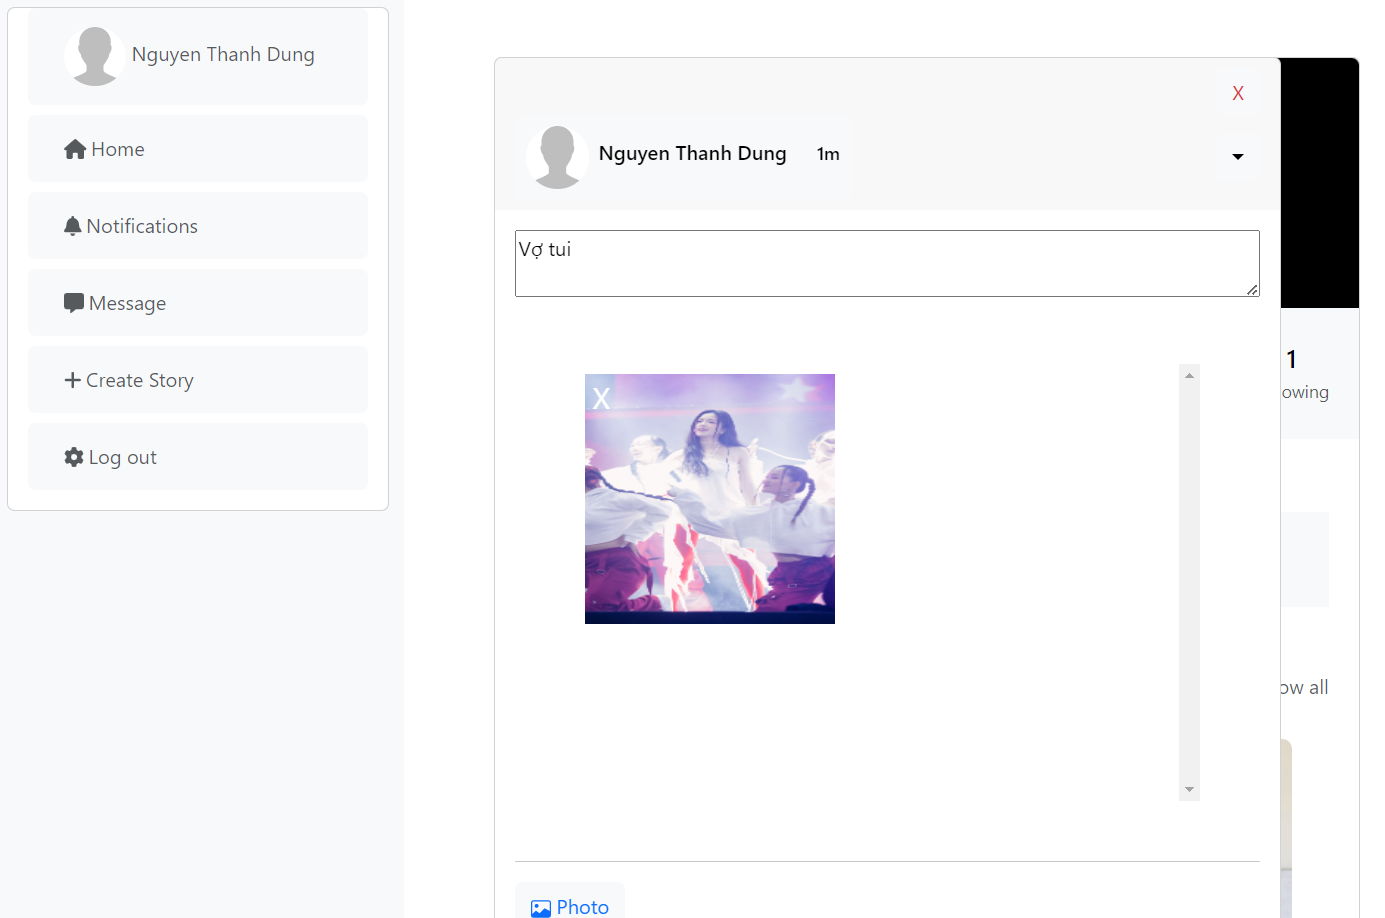 Nguyen Thanh Dung
Home
Notifications
Message
Create Story
Log out
X
Nguyen Thanh Dung 1m
Vợ tui
X
1
owing
ow all
Photo